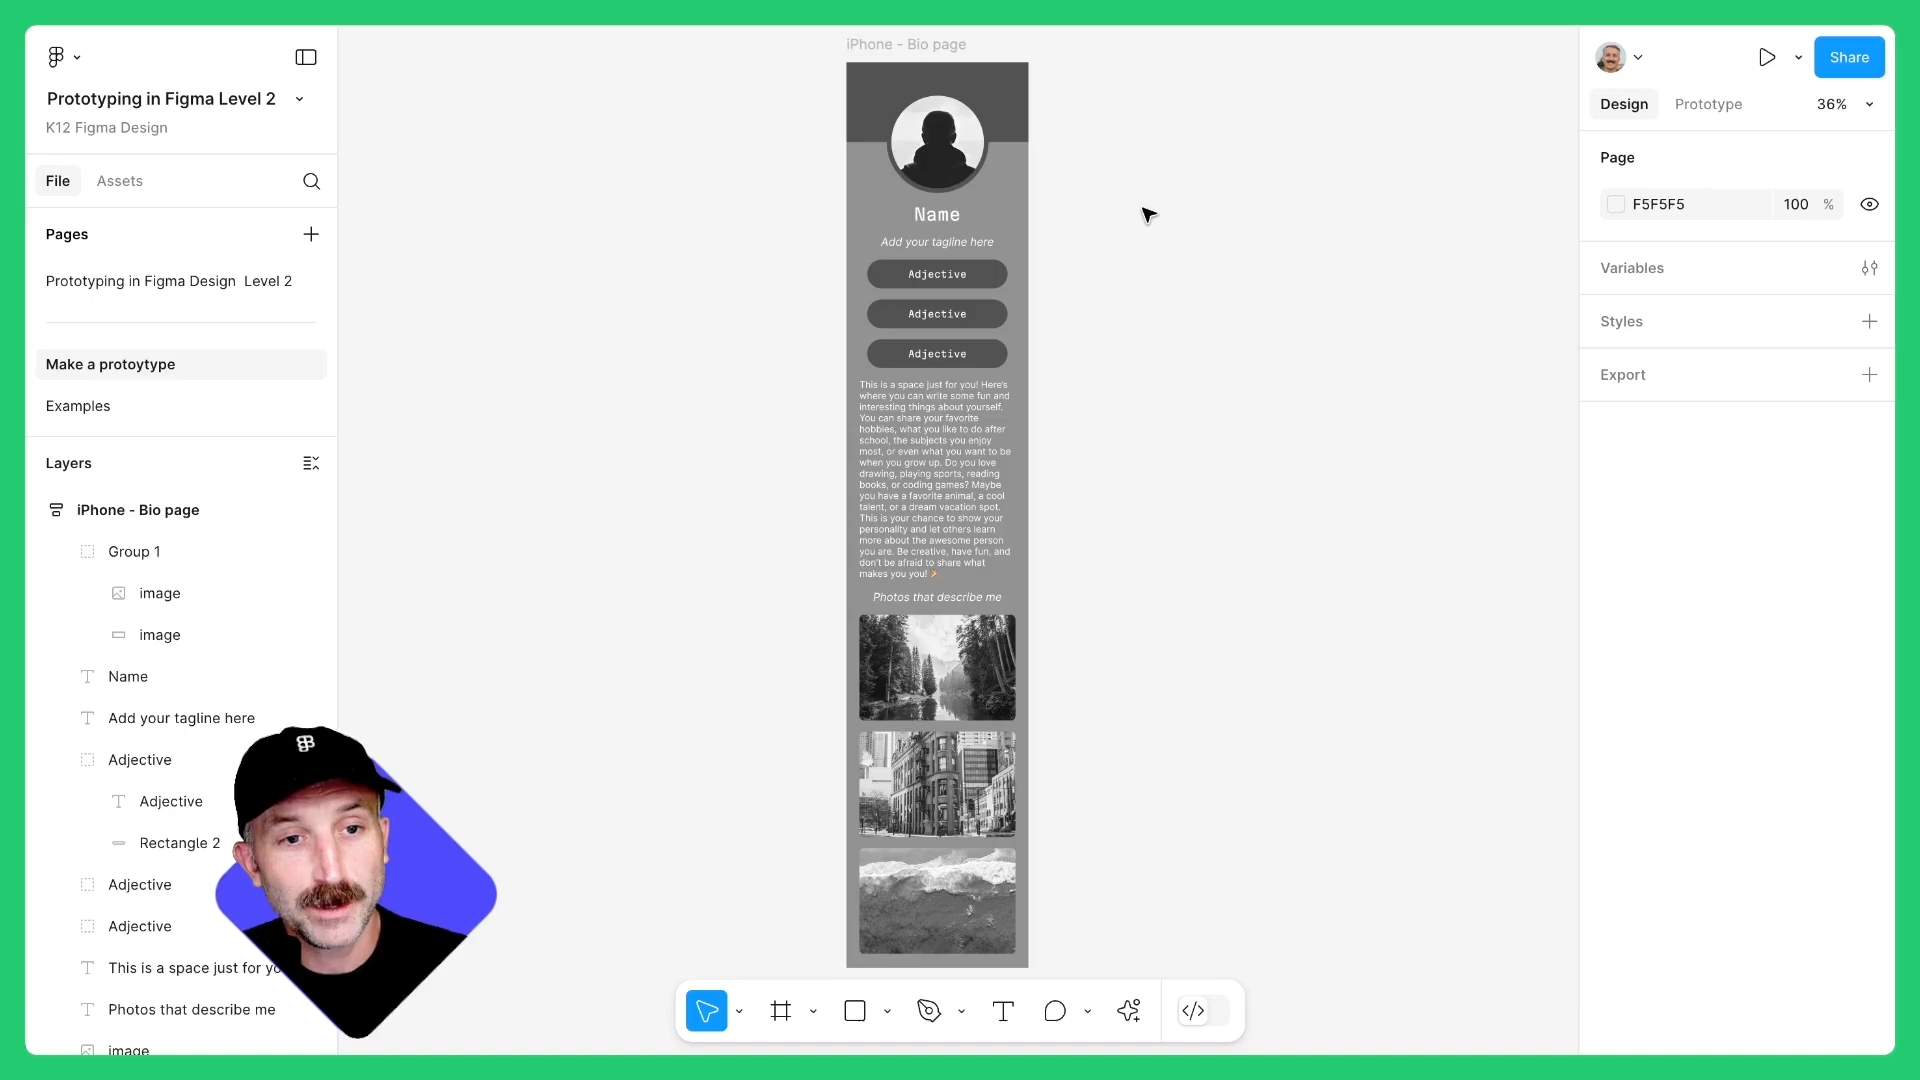 Prototyping in Figma Level 2
K12 Figma Design
File
Assets
Pages
Prototyping in Figma Design Level 2
Make a protoytype
Examples
Layers
iPhone - Bio page
Group 1
image
image
Name
Add your tagline here
Adjective
Adjective
Rectangle 2
Adjective
Adjective
This is a space just for yo
Photos that describe me
image
iPhone - Bio page
Name
Add your tagline here
Adjective
Adjective
Adjective
This is a space just for you! Here's
where you can write some fun and
interesting things about yourself.
You can share your favorite
hobbies, what you like to do after
school, the subjects you enjoy
most, or even what you want to be
when you grow up. Do you love
drawing, playing sports, reading
books, or coding games? Maybe
you have a favorite animal, a cool
talent, or a dream vacation spot.
This is your chance to show your
personality and let others learn
more about the awesome person
you are. Be creative, have fun, and
don't be afraid to share what
makes you you!
Photos that describe me
Share
Design
Prototype
36%
Page
F5F5F5
100 %
Variables
Styles
Export